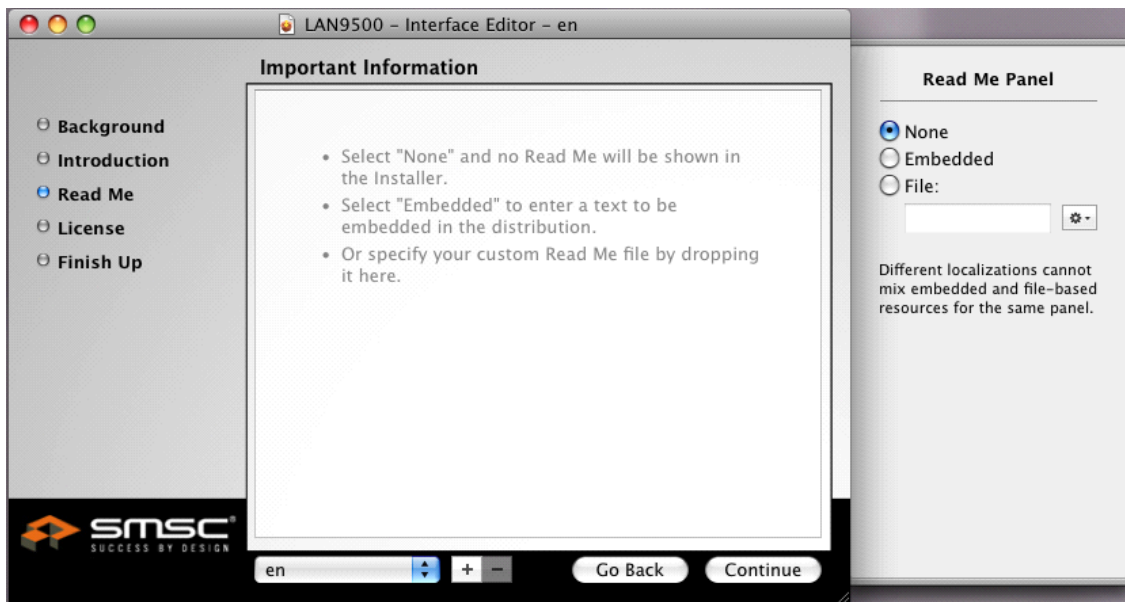 LAN9500 – Interface Editor – en
Important Information
Background
Introduction
Read Me
License
Finish Up
• Select "None" and no Read Me will be shown in
the Installer.
• Select "Embedded" to enter a text to be
embedded in the distribution.
• Or specify your custom Read Me file by dropping
it here.
smsc®
SUCCESS BY DESIGN
en
+ −
Go Back
Continue
Read Me Panel
None
Embedded
File:
Different localizations cannot
mix embedded and file-based
resources for the same panel.